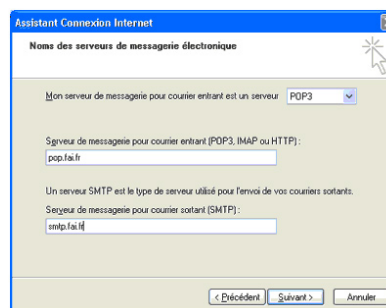 Assistant Connexion Internet
Noms des serveurs de messagerie électronique
Mon serveur de messagerie pour courrier entrant est un serveur POP3
Serveur de messagerie pour courrier entrant (POP3, IMAP ou HTTP) :
pop.fai.fr
Un serveur SMTP est le type de serveur utilisé pour l'envoi de vos courriers sortants.
Serveur de messagerie pour courrier sortant (SMTP) :
smtp.fai.fr
< Précédent Suivant > Annuler